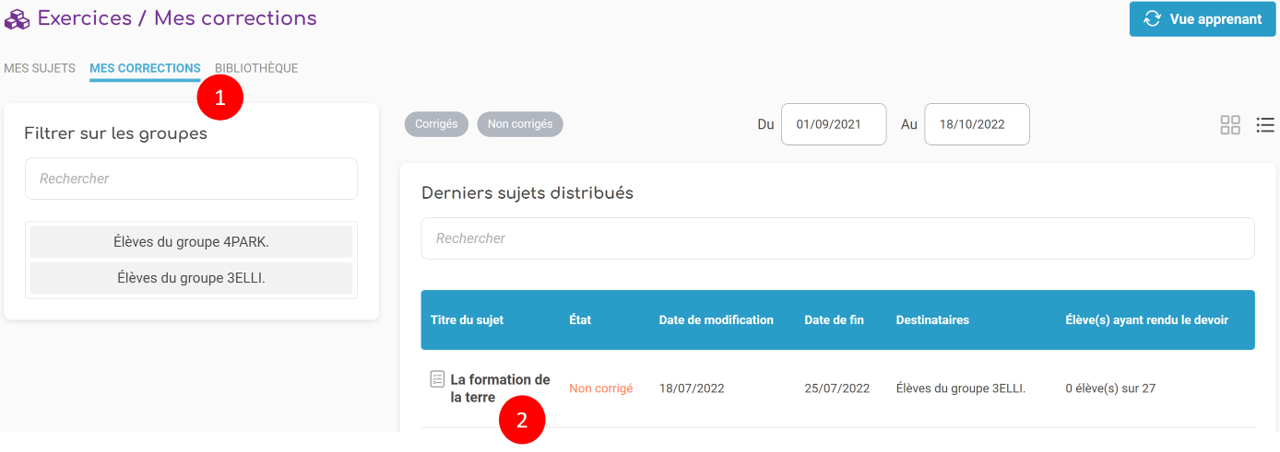 Exercices / Mes corrections
Vue apprenant
MES SUJETS MES CORRECTIONS BIBLIOTHÈQUE
1
Filtrer sur les groupes
Rechercher
Élèves du groupe 4PARK.
Élèves du groupe 3ELLI.
Corrigés Non corrigés Du 01/09/2021 Au 18/10/2022
Derniers sujets distribués
Rechercher
Titre du sujet État Date de modification Date de fin Destinataires Élève(s) ayant rendu le devoir
La formation de
la terre Non corrigé 18/07/2022 25/07/2022 Élèves du groupe 3ELLI. 0 élève(s) sur 27
2